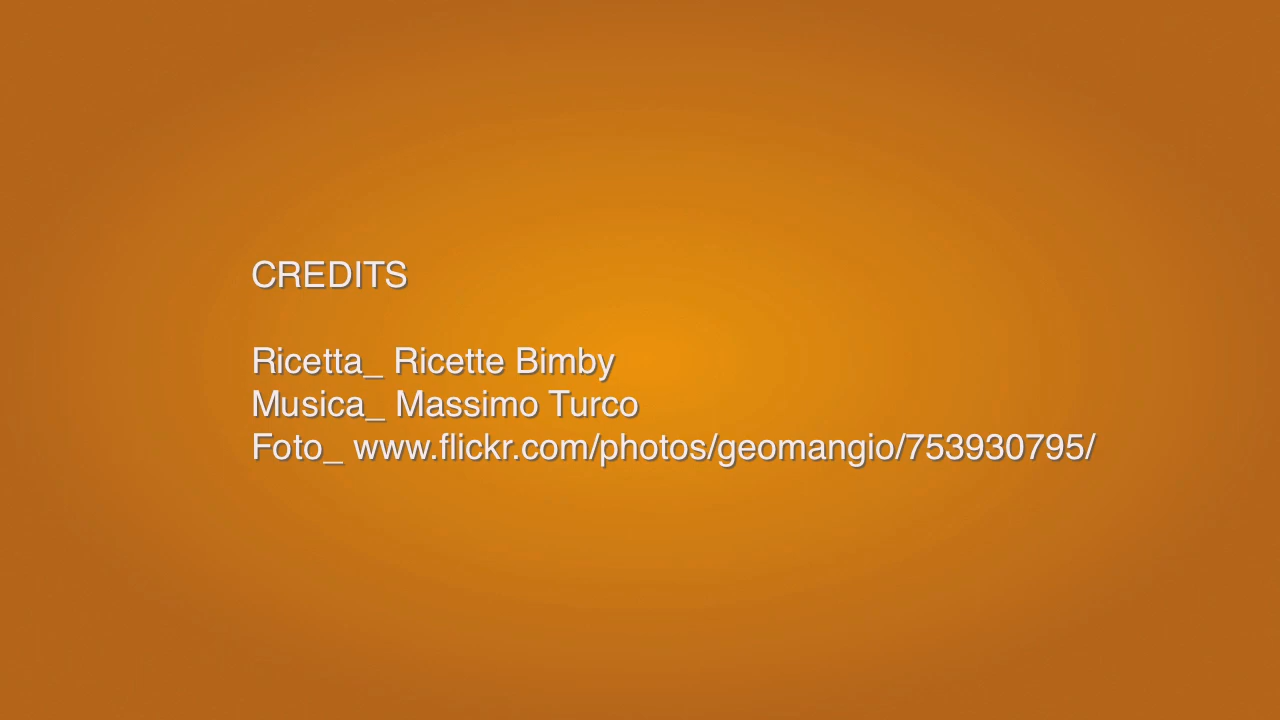 CREDITS
Ricetta_ Ricette Bimby
Musica_ Massimo Turco
Foto_ www.flickr.com/photos/geomangio/753930795/